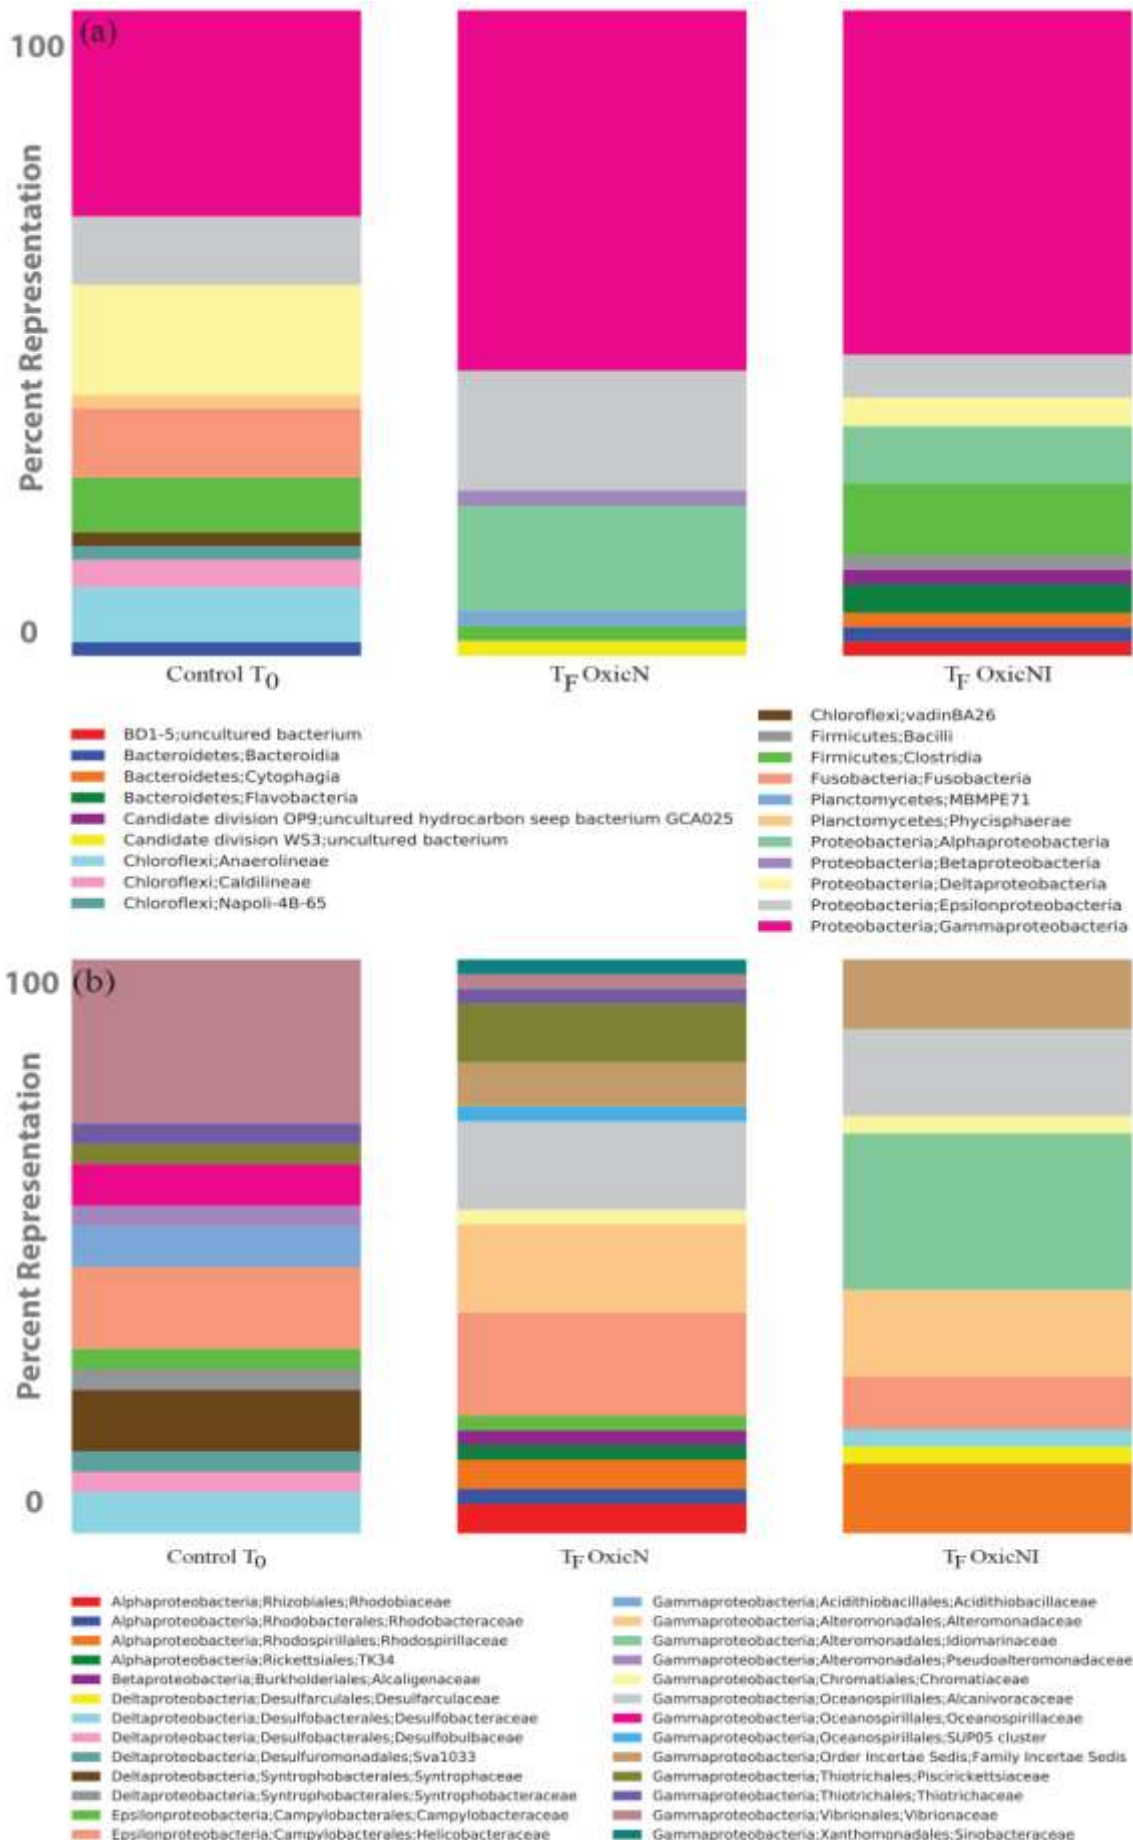 (a)
100
Percent Representation
0
Control T0
TF OxicN
TF OxicNI
BD1-5;uncultured bacterium
Bacteroidetes;Bacteroidia
Bacteroidetes;Cytophagia
Bacteroidetes;Flavobacteria
Candidate division OP9;uncultured hydrocarbon seep bacterium GCA025
Candidate division WS3;uncultured bacterium
Chloroflexi;Anaerolineae
Chloroflexi;Caldilineae
Chloroflexi;Napoli-4B-65
Chloroflexi;vadinBA26
Firmicutes;Bacilli
Firmicutes;Clostridia
Fusobacteria;Fusobacteria
Planctomycetes;MBMPE71
Planctomycetes;Phycisphaerae
Proteobacteria;Alphaproteobacteria
Proteobacteria;Betaproteobacteria
Proteobacteria;Deltaproteobacteria
Proteobacteria;Epsilonproteobacteria
Proteobacteria;Gammaproteobacteria
(b)
100
Percent Representation
0
Control T0
TF OxicN
TF OxicNI
Alphaproteobacteria;Rhizobiales;Rhodobiaceae
Alphaproteobacteria;Rhodobacterales;Rhodobacteraceae
Alphaproteobacteria;Rhodospirillales;Rhodospirillaceae
Alphaproteobacteria;Rickettsiales;TK34
Betaproteobacteria;Burkholderiales;Alcaligenaceae
Deltaproteobacteria;Desulfarculales;Desulfarculaceae
Deltaproteobacteria;Desulfobacterales;Desulfobacteraceae
Deltaproteobacteria;Desulfobacterales;Desulfobulbaceae
Deltaproteobacteria;Desulfuromonadales;Sva1033
Deltaproteobacteria;Syntrophobacterales;Syntrophaceae
Deltaproteobacteria;Syntrophobacterales;Syntrophobacteraceae
Epsilonproteobacteria;Campylobacterales;Campylobacteraceae
Epsilonproteobacteria;Campylobacterales;Helicobacteraceae
Gammaproteobacteria;Acidithiobacillales;Acidithiobacillaceae
Gammaproteobacteria;Alteromonadales;Alteromonadaceae
Gammaproteobacteria;Alteromonadales;Idiomarinaceae
Gammaproteobacteria;Alteromonadales;Pseudoalteromonadaceae
Gammaproteobacteria;Chromatiales;Chromatiaceae
Gammaproteobacteria;Oceanospirillales;Alcanivoracaceae
Gammaproteobacteria;Oceanospirillales;Oceanospirillaceae
Gammaproteobacteria;Oceanospirillales;SUP05 cluster
Gammaproteobacteria;Order Incertae Sedis;Family Incertae Sedis
Gammaproteobacteria;Thiotrichales;Piscirickettsiaceae
Gammaproteobacteria;Thiotrichales;Thiotrichaceae
Gammaproteobacteria;Vibrionales;Vibrionaceae
Gammaproteobacteria;Xanthomonadales;Sinobacteraceae